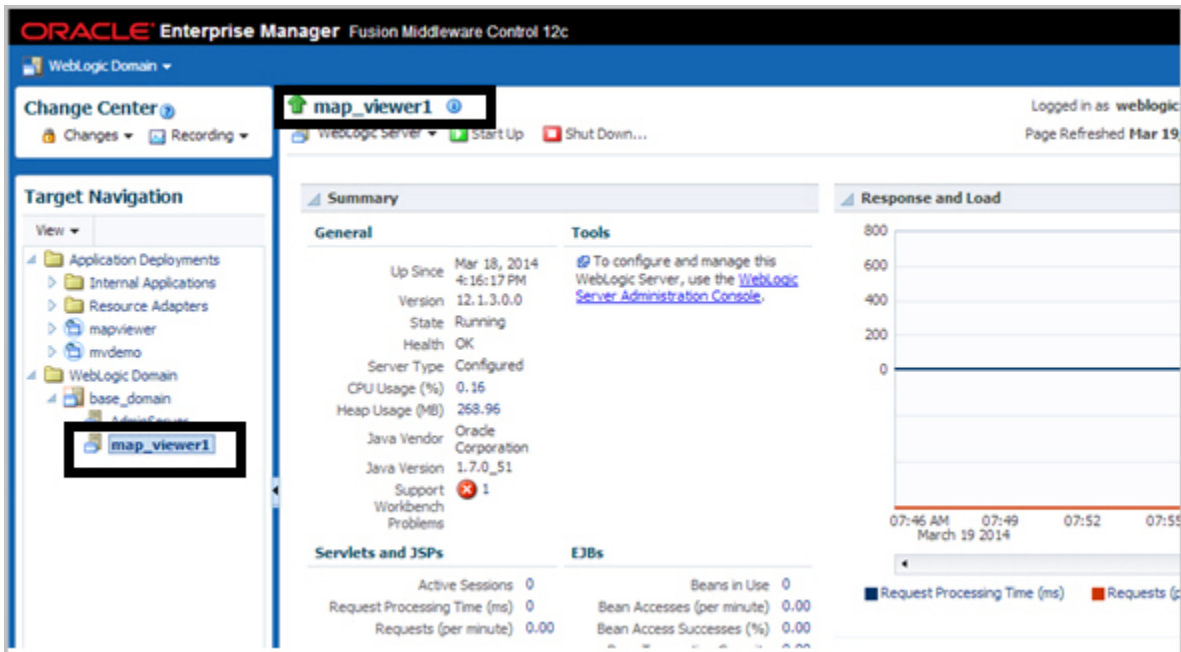 ORACLE Enterprise Manager Fusion Middleware Control 12c
WebLogic Domain
Change Center
Changes Recording
map_viewer1
WebLogic Server Start Up Shut Down...
Logged in as weblogic
Page Refreshed Mar 19,
Target Navigation
View
Application Deployments
Internal Applications
Resource Adapters
mapviewer
mvdemo
WebLogic Domain
base_domain
AdminServer
map_viewer1
Summary
General
Up Since Mar 18, 2014
4:16:17 PM
Version 12.1.3.0.0
State Running
Health OK
Server Type Configured
CPU Usage (%) 0.16
Heap Usage (MB) 268.96
Java Vendor Oracle
Corporation
Java Version 1.7.0_51
Support 1
Workbench
Problems
Tools
To configure and manage this
WebLogic Server, use the WebLogic
Server Administration Console.
Servlets and JSPs
Active Sessions 0
Request Processing Time (ms) 0
Requests (per minute) 0.00
EJBs
Beans in Use 0
Bean Accesses (per minute) 0.00
Bean Access Successes (%) 0.00
Response and Load
800
600
400
200
0
07:46 AM 07:49 07:52 07:55
March 19 2014
Request Processing Time (ms) Requests (p